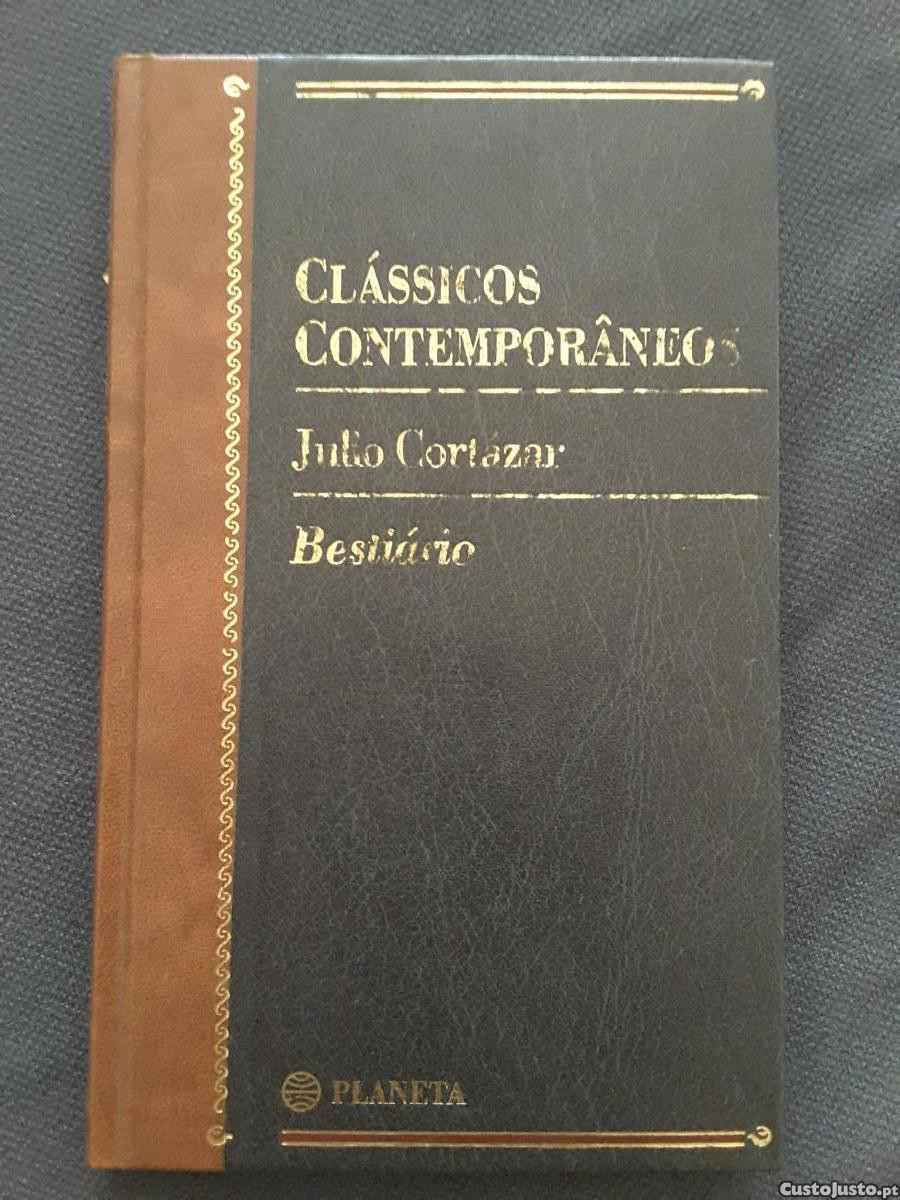 CLÁSSICOS
CONTEMPORÂNEOS
Julio Cortázar
Bestiário
PLANETA
CustoJusto.pt